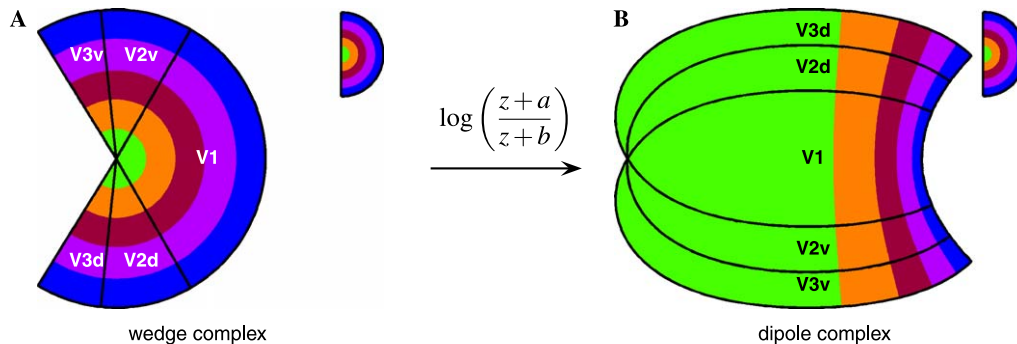 A
V3v V2v
V1
V3d V2d
wedge complex
log((z+a)/(z+b))
B
V3d
V2d
V1
V2v
V3v
dipole complex